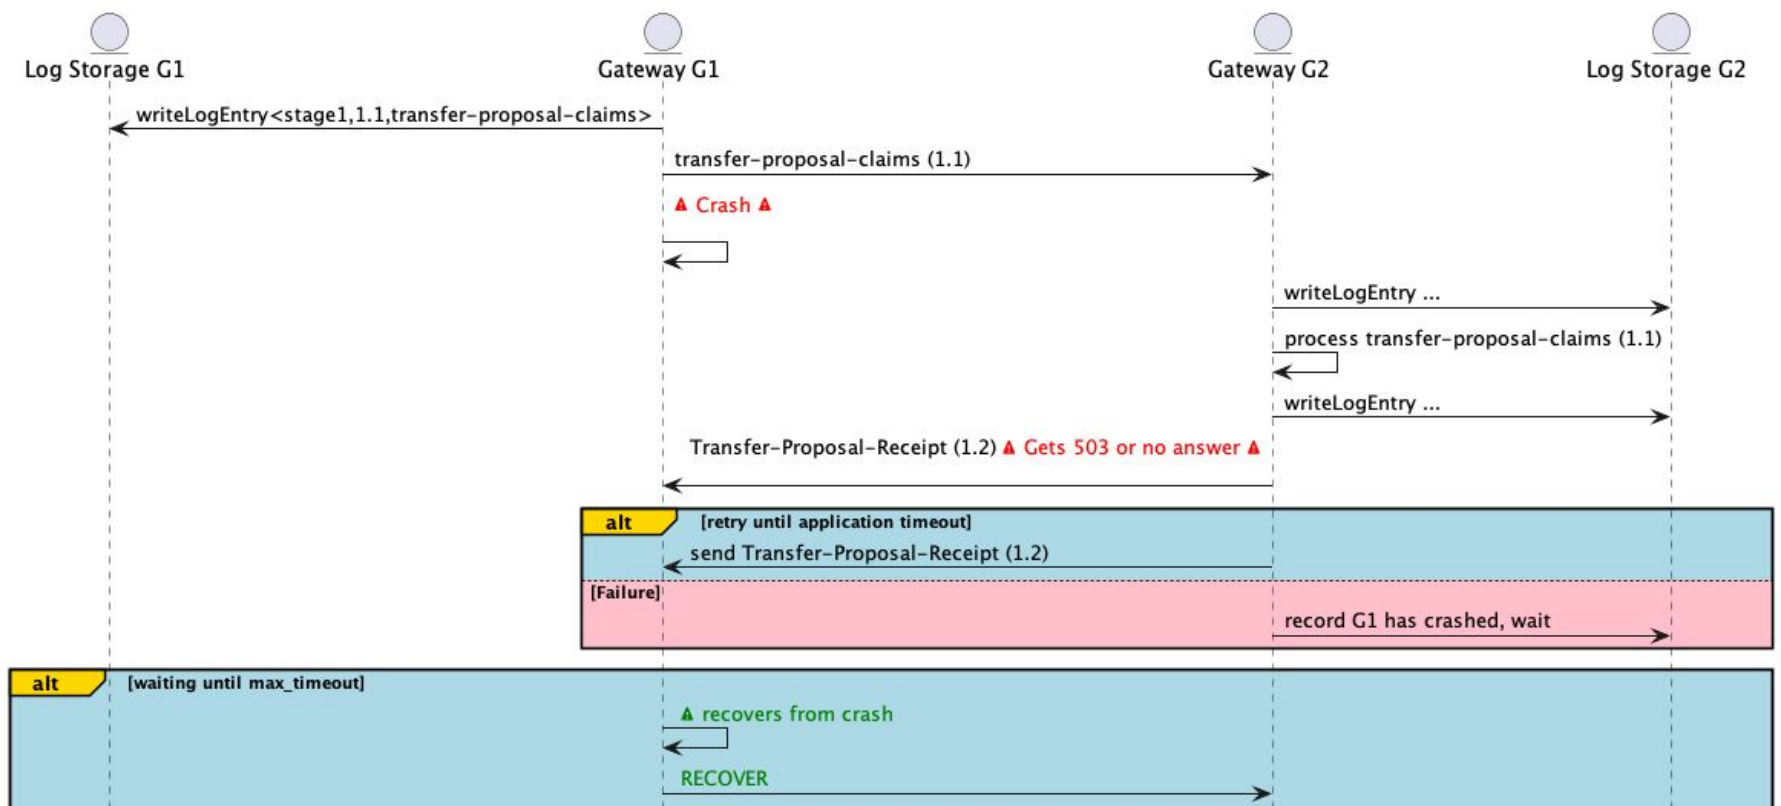 Log Storage G1
Gateway G1
Gateway G2
Log Storage G2
writeLogEntry<stage1,1.1,transfer-proposal-claims>
transfer-proposal-claims (1.1)
⚠ Crash ⚠
writeLogEntry ...
process transfer-proposal-claims (1.1)
writeLogEntry ...
Transfer-Proposal-Receipt (1.2) ⚠ Gets 503 or no answer ⚠
alt [retry until application timeout]
send Transfer-Proposal-Receipt (1.2)
[Failure]
record G1 has crashed, wait
alt [waiting until max_timeout]
⚠ recovers from crash
RECOVER